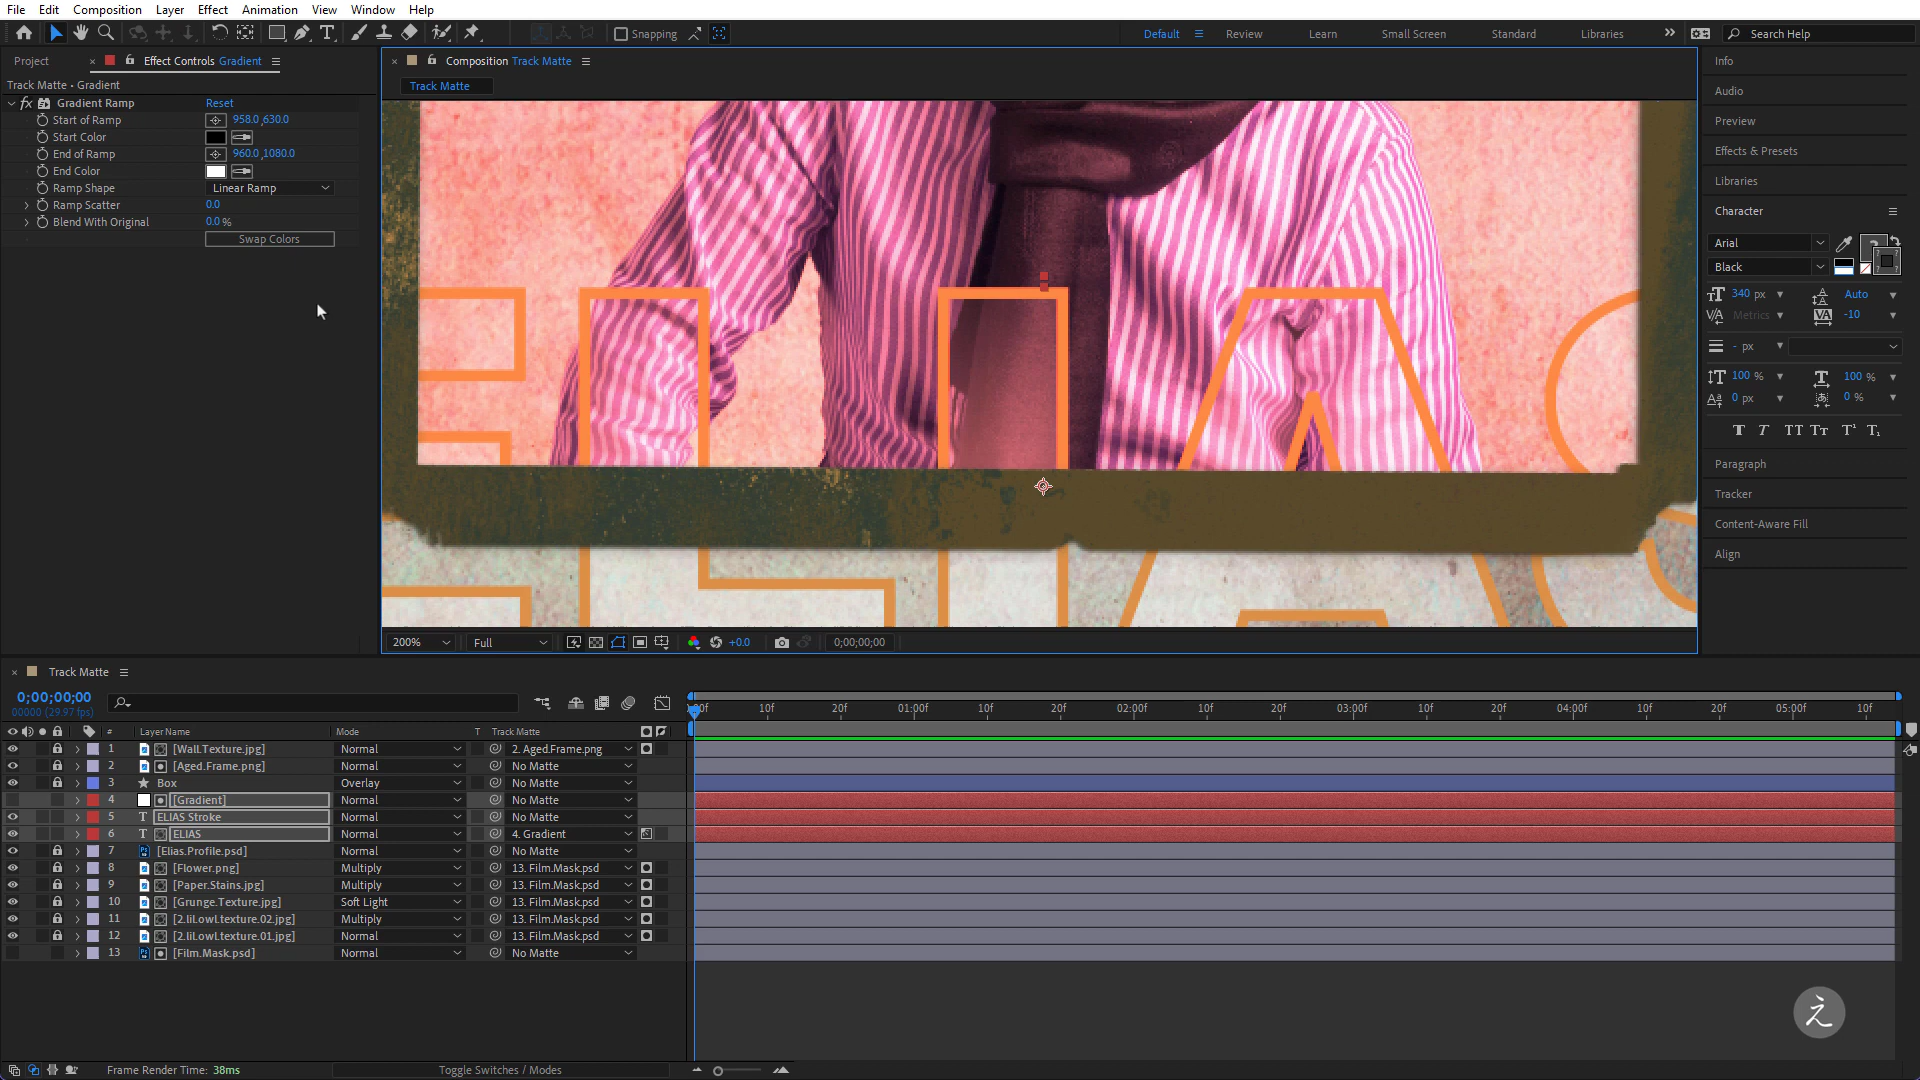 File Edit Composition Layer Effect Animation View Window Help
Snapping Default Review Learn Small Screen Standard Libraries Search Help
Project Effect Controls Gradient
Track Matte • Gradient
fx Gradient Ramp Reset
Start of Ramp 958.0,630.0
Start Color
End of Ramp 960.0,1080.0
End Color
Ramp Shape Linear Ramp
Ramp Scatter 0.0
Blend With Original 0.0 %
Swap Colors
Composition Track Matte
Track Matte
ELIAS
200% Full +0.0 0;00;00;00
Info
Audio
Preview
Effects & Presets
Libraries
Character
Arial
Black
340 px Auto
Metrics -10
- px
100 % 100 %
0 px 0 %
T T TT Tт T¹ T₁
Paragraph
Tracker
Content-Aware Fill
Align
Track Matte
0;00;00;00
00000 (29.97 fps)
:00f 10f 20f 01:00f 10f 20f 02:00f 10f 20f 03:00f 10f 20f 04:00f 10f 20f 05:00f 10f
# Layer Name Mode T Track Matte
1 [Wall.Texture.jpg] Normal 2. Aged.Frame.png
2 [Aged.Frame.png] Normal No Matte
3 Box Overlay No Matte
4 [Gradient] Normal No Matte
5 T ELIAS Stroke Normal No Matte
6 T ELIAS Normal 4. Gradient
7 [Elias.Profile.psd] Normal No Matte
8 [Flower.png] Multiply 13. Film.Mask.psd
9 [Paper.Stains.jpg] Multiply 13. Film.Mask.psd
10 [Grunge.Texture.jpg] Soft Light 13. Film.Mask.psd
11 [2.liLowl.texture.02.jpg] Multiply 13. Film.Mask.psd
12 [2.liLowl.texture.01.jpg] Normal 13. Film.Mask.psd
13 [Film.Mask.psd] Normal No Matte
Frame Render Time: 38ms Toggle Switches / Modes
之